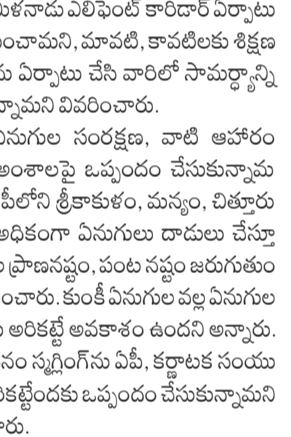 ళనాడు ఎలిఫెంట్ కారిడార్ ఏర్పాటు
ంచామని, మావటి, కావటిలకు శిక్షణ
ఏర్పాటు చేసి వారిలో సామర్థ్యాన్ని
న్నామని వివరించారు.
ఏనుగుల సంరక్షణ, వాటి ఆహారం
అంశాలపై ఒప్పందం చేసుకున్నామ
పీలోని శ్రీకాకుళం, మన్యం, చిత్తూరు
అధికంగా ఏనుగులు దాడులు చేస్తూ
ప్రాణనష్టం, పంట నష్టం జరుగుతుం
ంచారు. కుంకీ ఏనుగుల వల్ల ఏనుగుల
అరికట్టే అవకాశం ఉందని అన్నారు.
నం స్మగ్లింగ్‌ను ఏపీ, కర్ణాటక సంయు
ికట్టేందకు ఒప్పందం చేసుకున్నామని
రు.